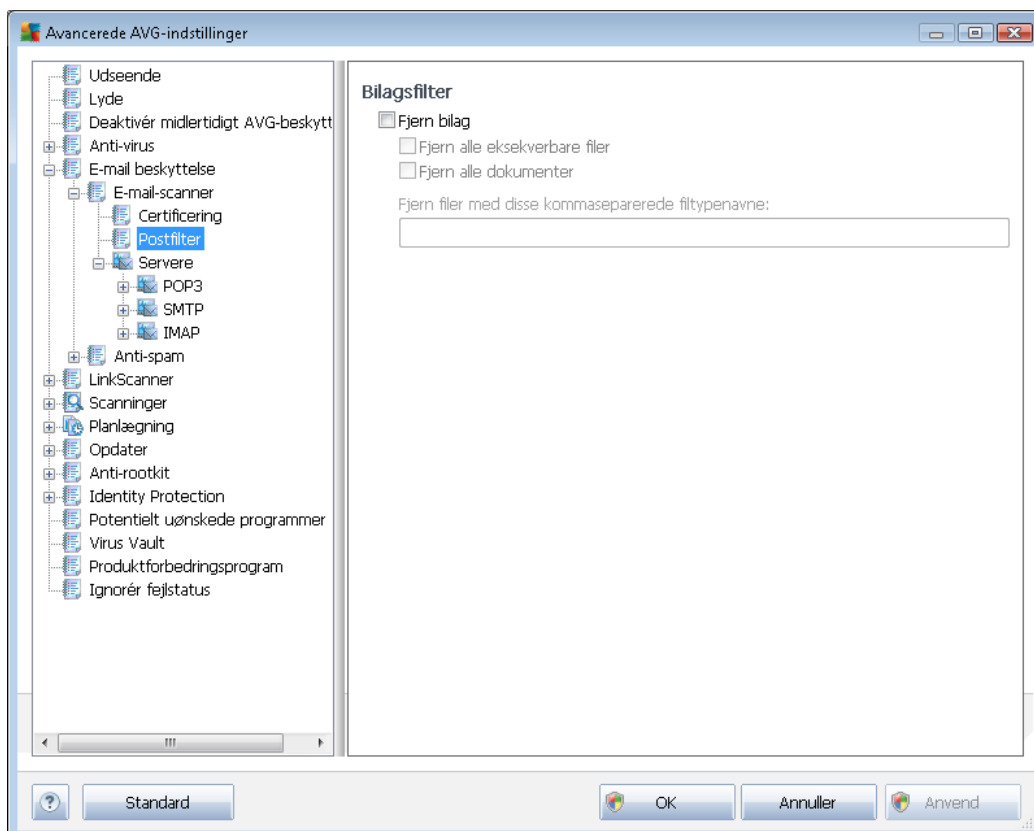 Avancerede AVG-indstillinger
Udseende
Lyde
Deaktivér midlertidigt AVG-beskytt
Anti-virus
E-mail beskyttelse
E-mail-scanner
Certificering
Postfilter
Servere
POP3
SMTP
IMAP
Anti-spam
LinkScanner
Scanninger
Planlægning
Opdater
Anti-rootkit
Identity Protection
Potentielt uønskede programmer
Virus Vault
Produktforbedringsprogram
Ignorér fejlstatus
Bilagsfilter
Fjern bilag
Fjern alle eksekverbare filer
Fjern alle dokumenter
Fjern filer med disse kommaseparerede filtypenavne:
Standard
OK
Annuller
Anvend